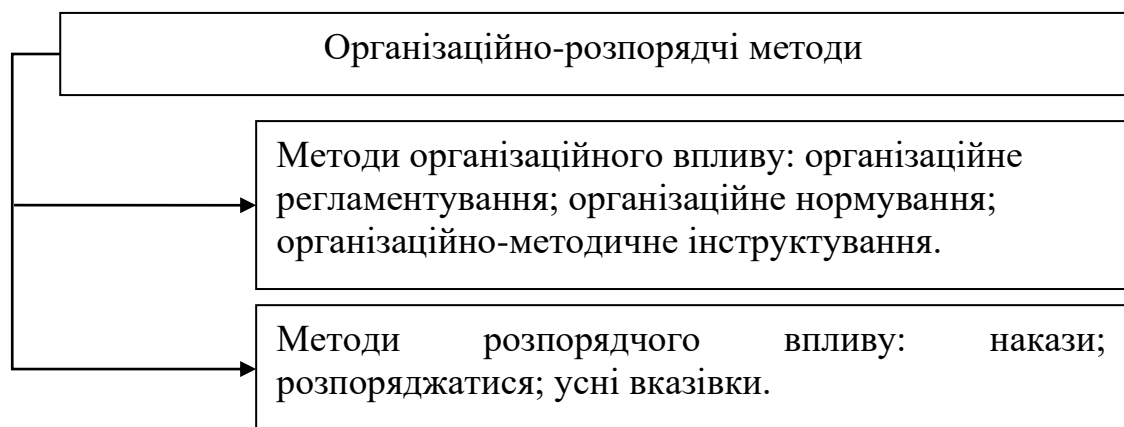 Організаційно-розпорядчі методи
Методи організаційного впливу: організаційне
регламентування; організаційне нормування;
організаційно-методичне інструктування.
Методи розпорядчого впливу: накази;
розпоряджатися; усні вказівки.